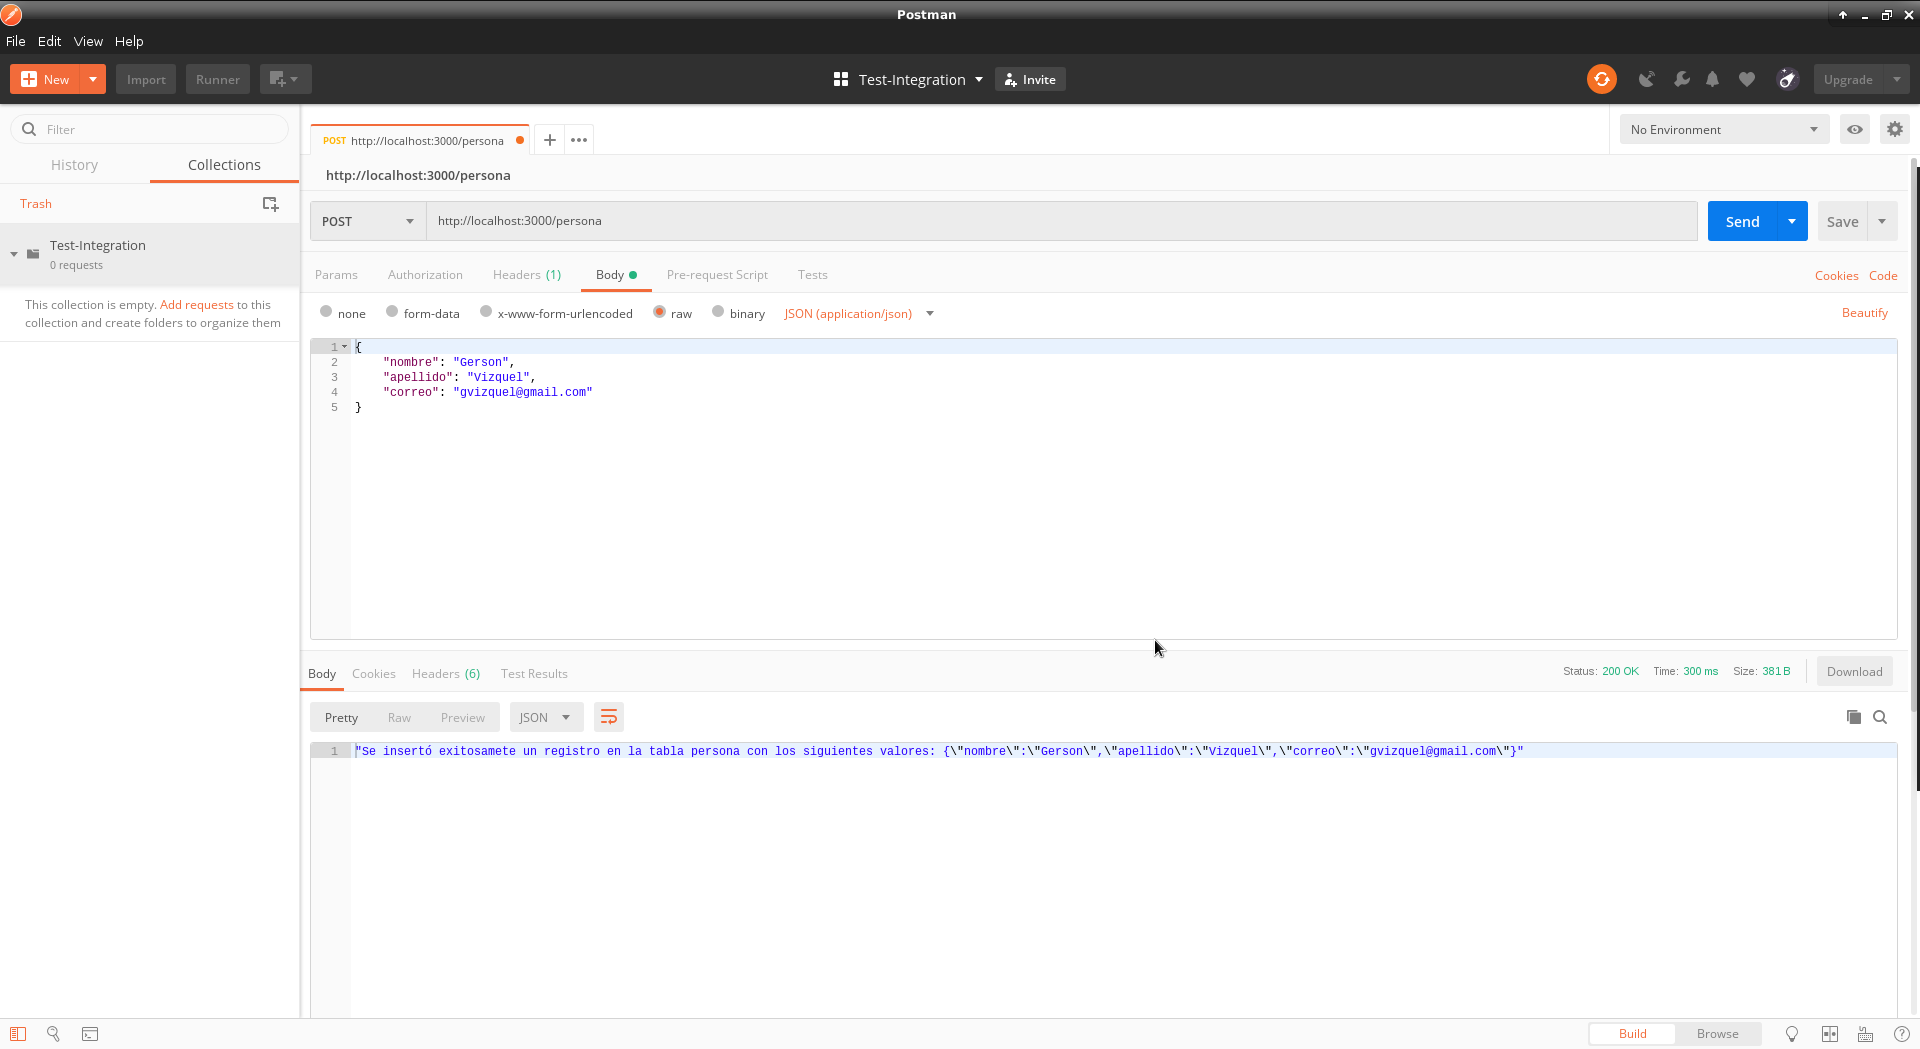 Postman
File Edit View Help
New Import Runner Test-Integration Invite Upgrade
Filter
History Collections
Trash
Test-Integration
0 requests
This collection is empty. Add requests to this
collection and create folders to organize them
POST http://localhost:3000/persona
No Environment
http://localhost:3000/persona
POST http://localhost:3000/persona Send Save
Params Authorization Headers (1) Body Pre-request Script Tests Cookies Code
none form-data x-www-form-urlencoded raw binary JSON (application/json) Beautify
1 {
2 "nombre": "Gerson",
3 "apellido": "Vizquel",
4 "correo": "gvizquel@gmail.com"
5 }
Body Cookies Headers (6) Test Results Status: 200 OK Time: 300 ms Size: 381 B Download
Pretty Raw Preview JSON
1 "Se insertó exitosamete un registro en la tabla persona con los siguientes valores: {\"nombre\":\"Gerson\",\"apellido\":\"Vizquel\",\"correo\":\"gvizquel@gmail.com\"}"
Build Browse